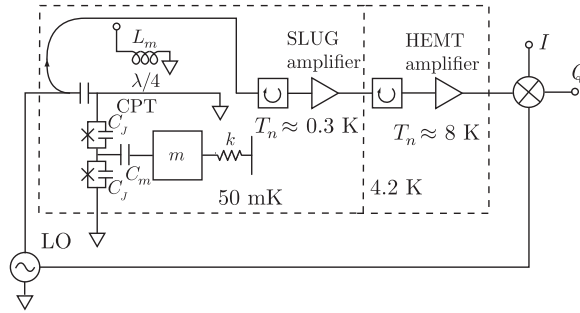 L_m
λ/4
CPT
C_J
C_J
C_m
m
k
50 mK
SLUG
amplifier
T_n ≈ 0.3 K
HEMT
amplifier
T_n ≈ 8 K
4.2 K
I
Q
LO